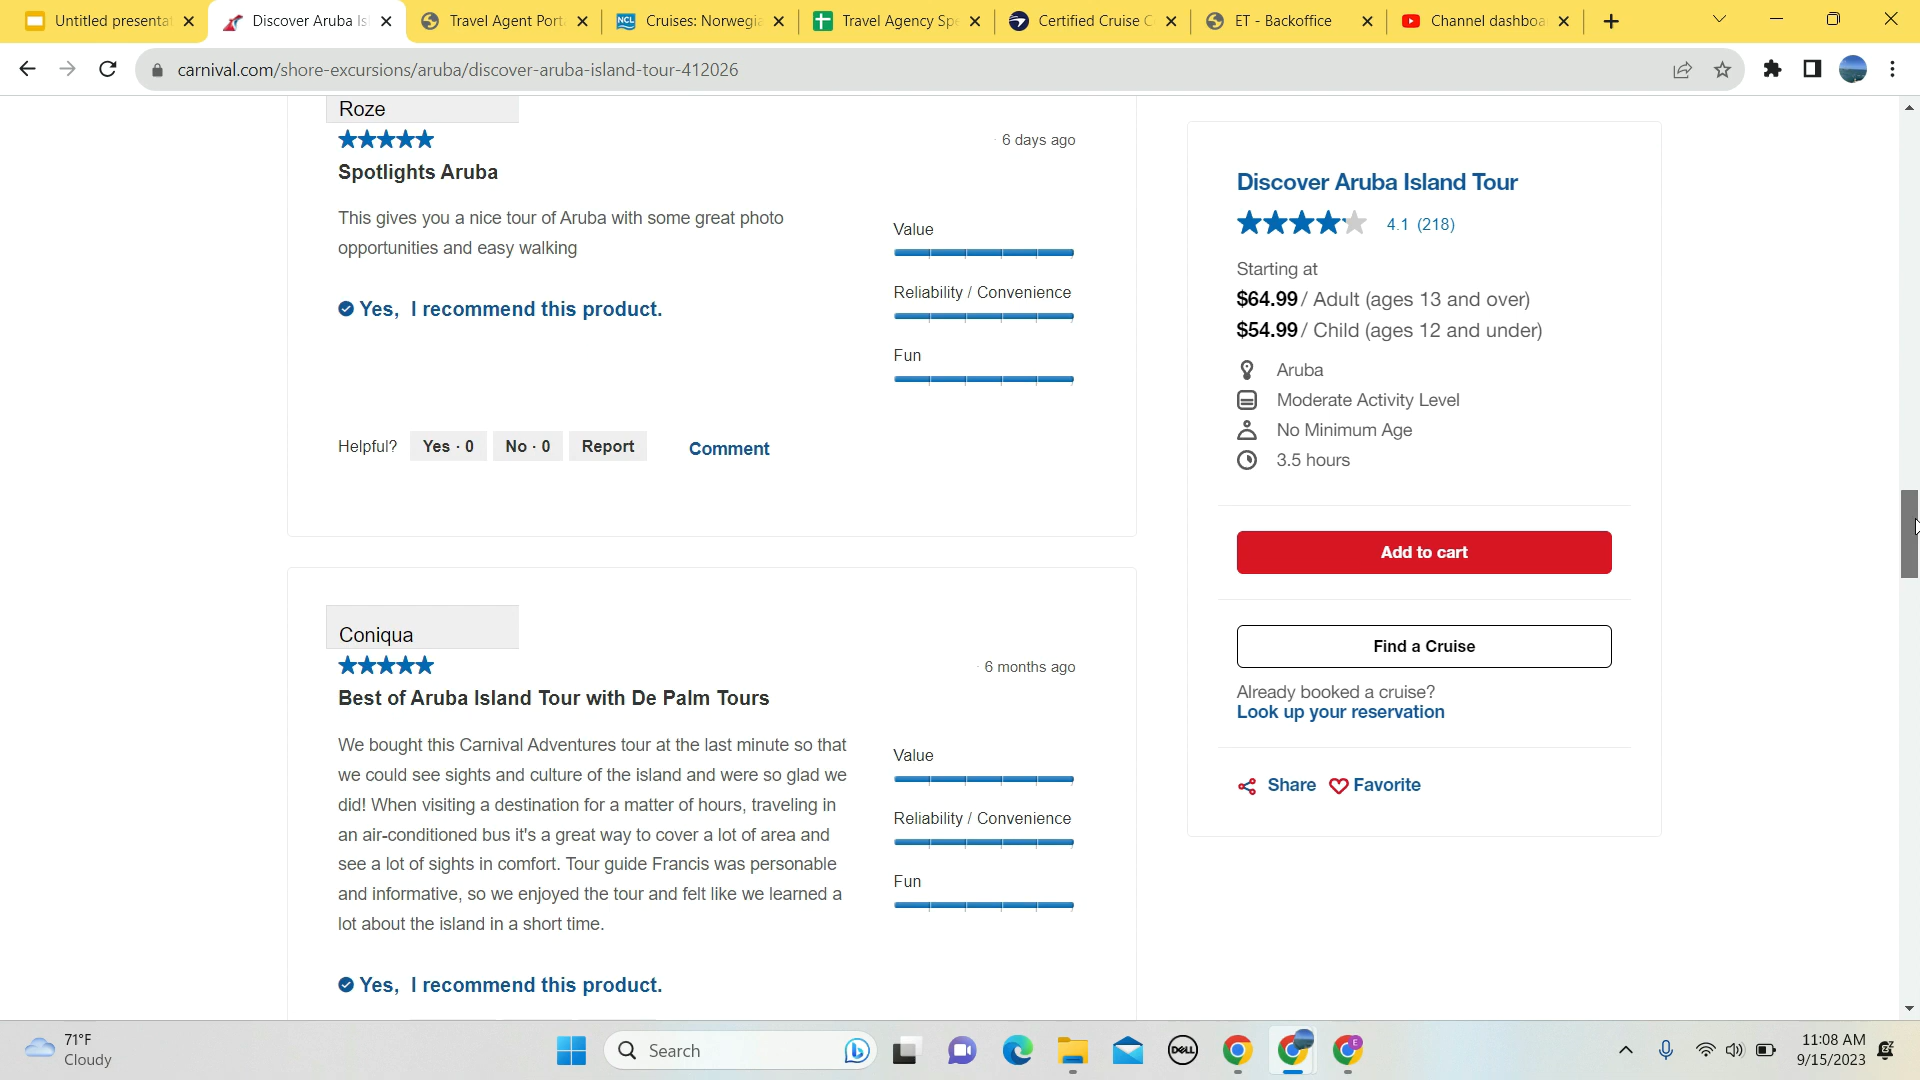 Untitled presenta
Discover Aruba Is
Travel Agent Port
NCL
Cruises: Norwegia
Travel Agency Spe
Certified Cruise C
ET - Backoffice
Channel dashboa
carnival.com/shore-excursions/aruba/discover-aruba-island-tour-412026
Roze
· 6 days ago
Spotlights Aruba
This gives you a nice tour of Aruba with some great photo
opportunities and easy walking
Yes, I recommend this product.
Value
Reliability / Convenience
Fun
Helpful?
Yes · 0
No · 0
Report
Comment
Coniqua
· 6 months ago
Best of Aruba Island Tour with De Palm Tours
We bought this Carnival Adventures tour at the last minute so that
we could see sights and culture of the island and were so glad we
did! When visiting a destination for a matter of hours, traveling in
an air-conditioned bus it's a great way to cover a lot of area and
see a lot of sights in comfort. Tour guide Francis was personable
and informative, so we enjoyed the tour and felt like we learned a
lot about the island in a short time.
Yes, I recommend this product.
Value
Reliability / Convenience
Fun
Discover Aruba Island Tour
4.1 (218)
Starting at
$64.99 / Adult (ages 13 and over)
$54.99 / Child (ages 12 and under)
Aruba
Moderate Activity Level
No Minimum Age
3.5 hours
Add to cart
Find a Cruise
Already booked a cruise?
Look up your reservation
Share
Favorite
71°F
Cloudy
Search
DELL
E
11:08 AM
9/15/2023